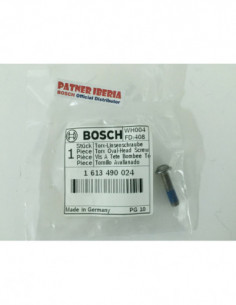 PATNER IBERIA
BOSCH Official Distributor
BOSCH
WH004
FD-40B
1
Stück Torx-Linsenschraube
Piece Torx Oval-Head Screw
Pièce Vis A Tete Bombee To
Pieza Tornillo Avellanado
1 613 490 024
Made in Germany PG 10